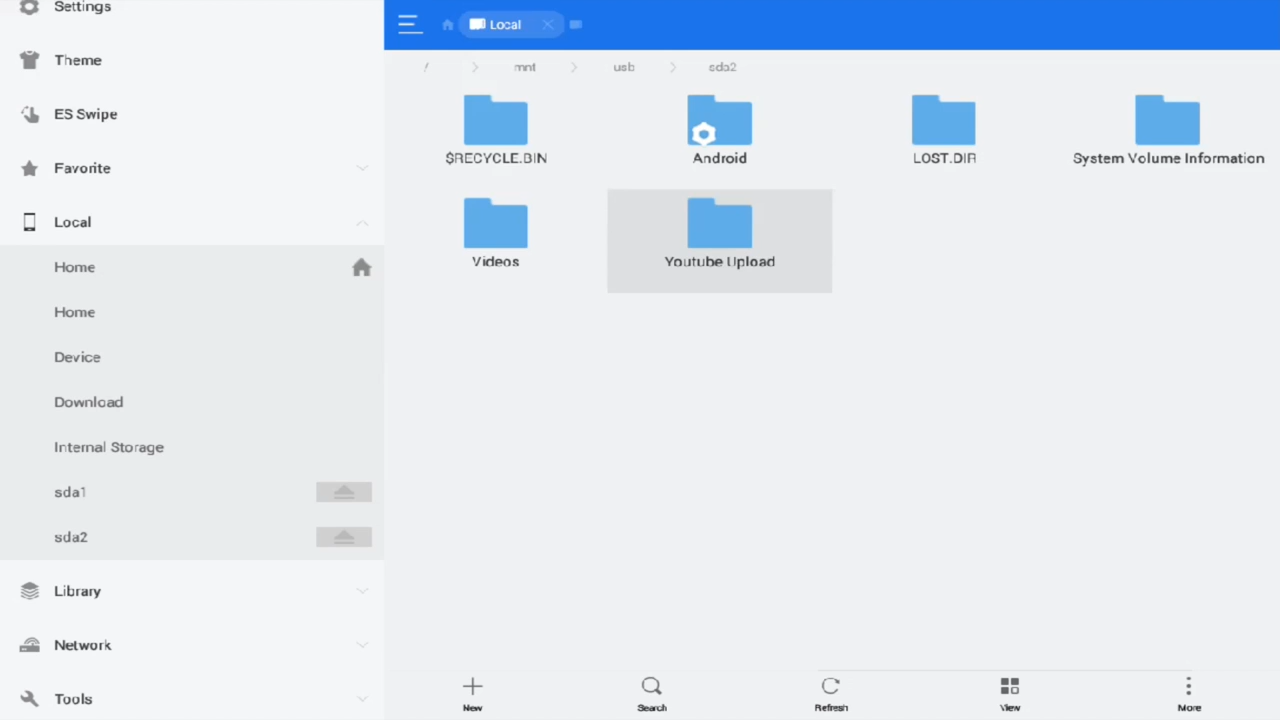 Settings
Theme
ES Swipe
Favorite
Local
Home
Home
Device
Download
Internal Storage
sda1
sda2
Library
Network
Tools
Local
/ mnt usb sda2
$RECYCLE.BIN Android LOST.DIR System Volume Information
Videos Youtube Upload
New Search Refresh View More